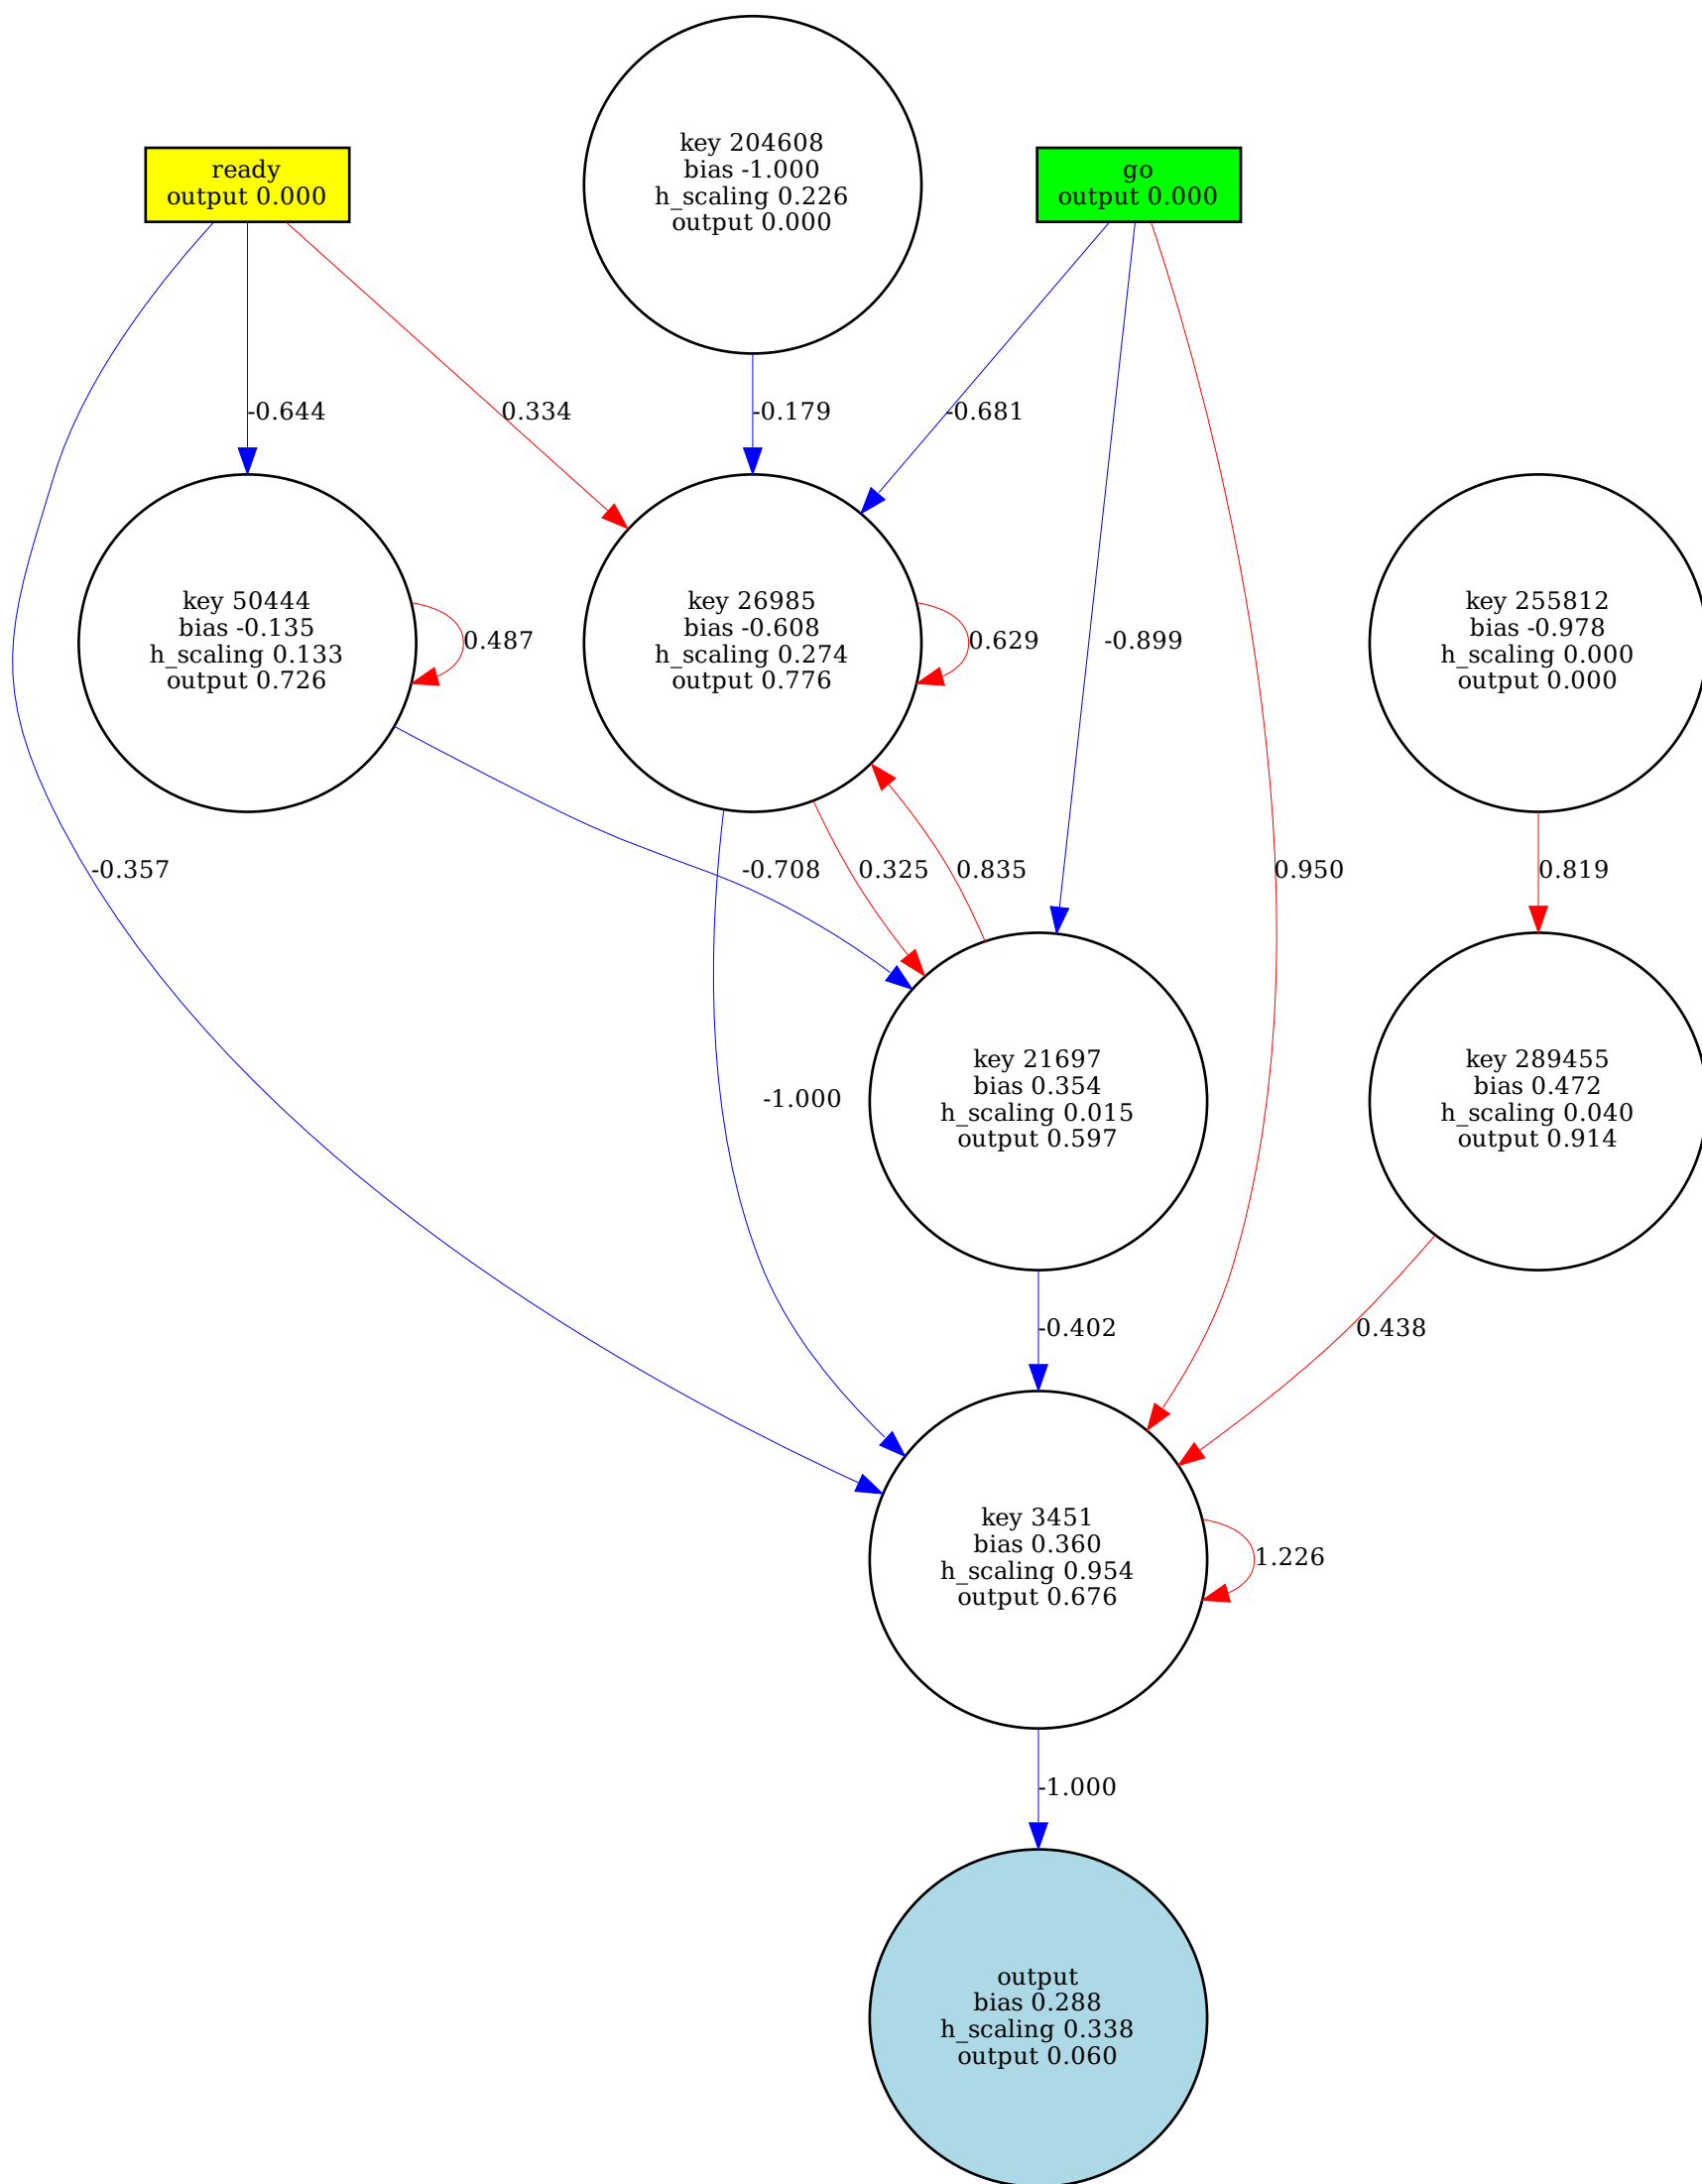 key 204608
bias -1.000
h_scaling 0.226
output 0.000
ready
output 0.000
go
output 0.000
-0.644
0.334
-0.179
-0.681
key 50444
bias -0.135
h_scaling 0.133
output 0.726
0.487
key 26985
bias -0.608
h_scaling 0.274
output 0.776
0.629
-0.899
key 255812
bias -0.978
h_scaling 0.000
output 0.000
-0.357
-0.708
0.325
0.835
0.950
0.819
-1.000
key 21697
bias 0.354
h_scaling 0.015
output 0.597
key 289455
bias 0.472
h_scaling 0.040
output 0.914
-0.402
0.438
key 3451
bias 0.360
h_scaling 0.954
output 0.676
1.226
-1.000
output
bias 0.288
h_scaling 0.338
output 0.060